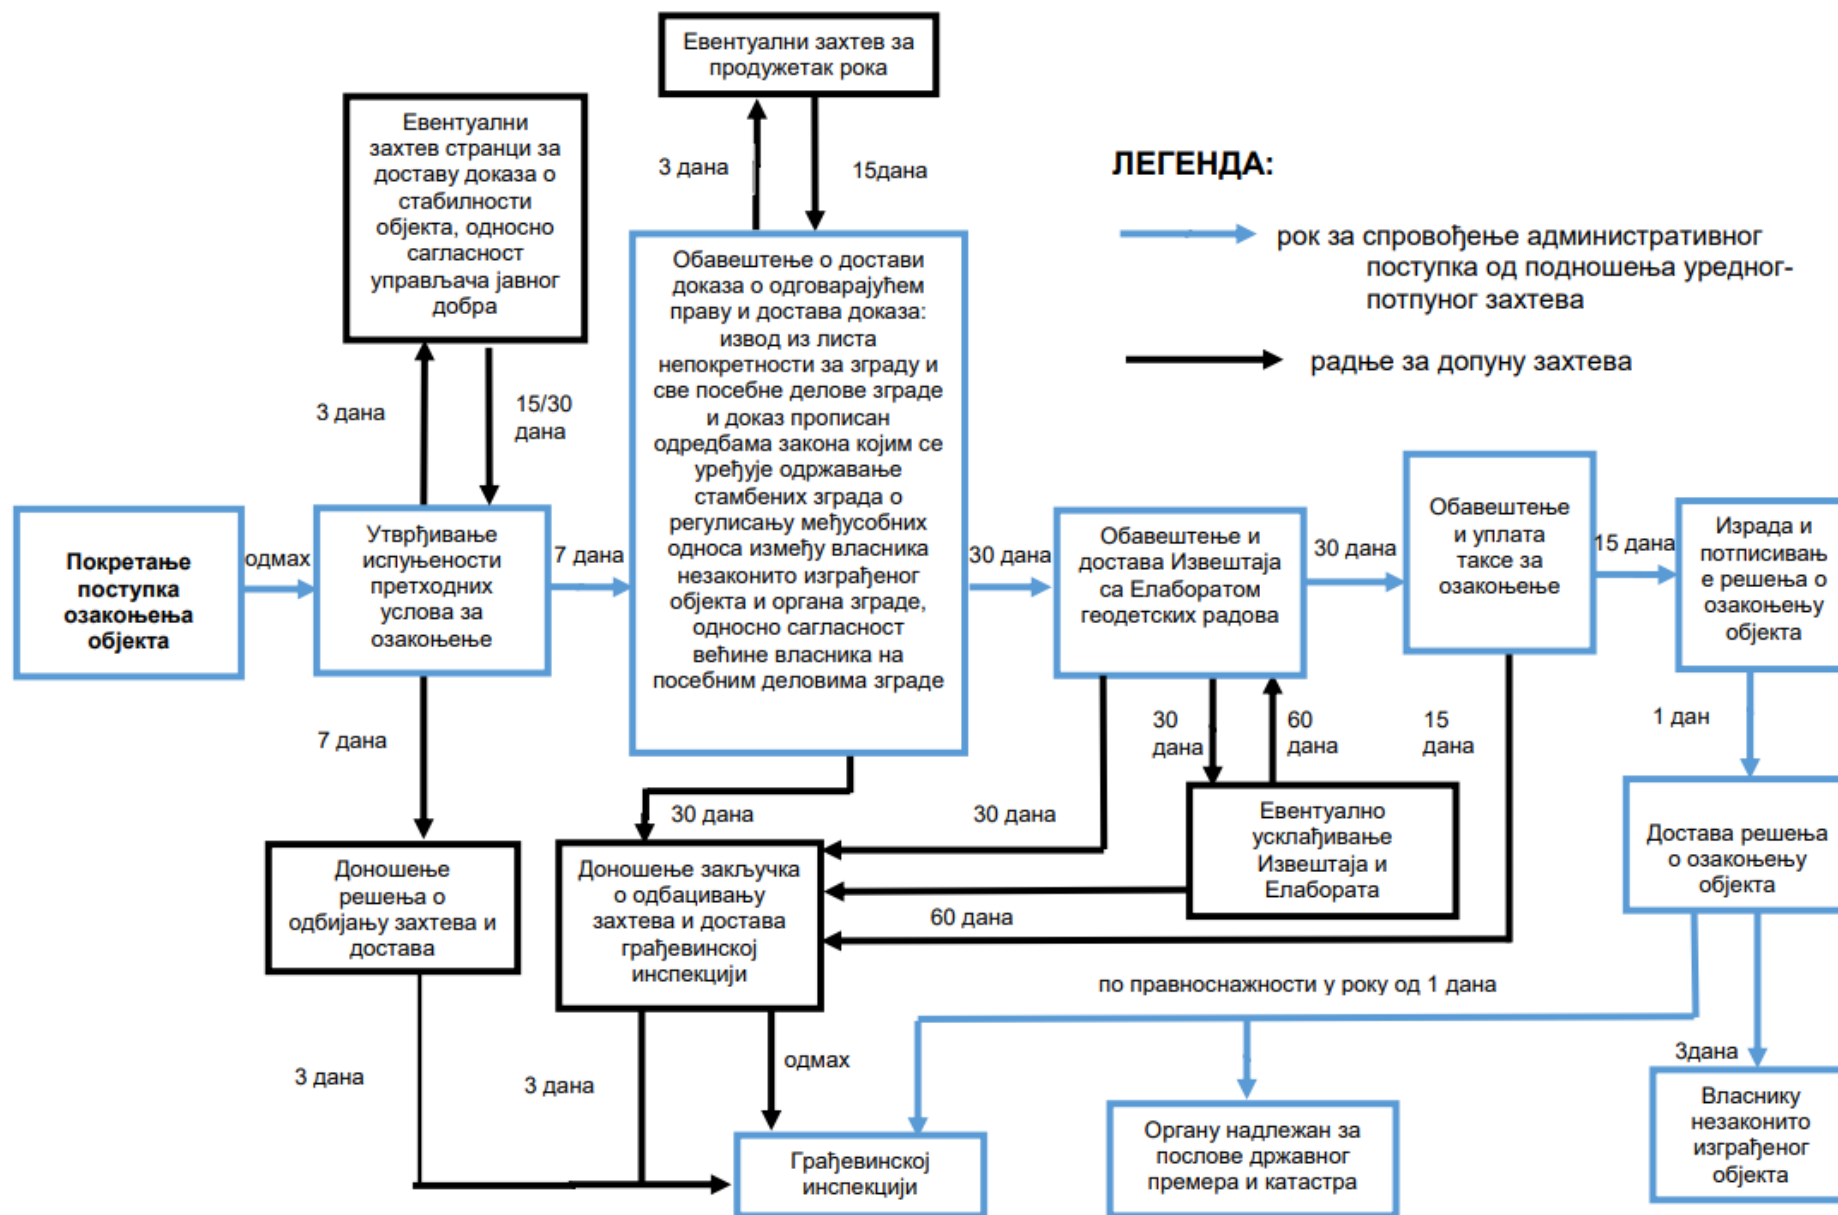 Евентуални захтев за
продужетак рока
Евентуални
захтев странци за
доставу доказа о
стабилности
објекта, односно
сагласност
управљача јавног
добра
3 дана
15дана
ЛЕГЕНДА:
рок за спровођење административног
поступка од подношења уредног-
потпуног захтева
радње за допуну захтева
3 дана
15/30
дана
Обавештење о достави
доказа о одговарајућем
праву и достава доказа:
извод из листа
непокретности за зграду и
све посебне делове зграде
и доказ прописан
одредбама закона којим се
уређује одржавање
стамбених зграда о
регулисању међусобних
односа између власника
незаконито изграђеног
објекта и органа зграде,
односно сагласност
већине власника на
посебним деловима зграде
Покретање
поступка
озакоњења
објекта
одмах
Утврђивање
испуњености
претходних
услова за
озакоњење
7 дана
30 дана
Обавештење и
достава Извештаја
са Елаборатом
геодетских радова
30 дана
Обавештење
и уплата
таксе за
озакоњење
15 дана
Израда и
потписивањ
е решења о
озакоњењу
објекта
7 дана
30
дана
60
дана
15
дана
1 дан
30 дана
30 дана
Евентуално
усклађивање
Извештаја и
Елабората
Достава решења
о озакоњењу
објекта
Доношење
решења о
одбијању захтева и
достава
Доношење закључка
о одбацивању
захтева и достава
грађевинској
инспекцији
60 дана
по правноснажности у року од 1 дана
3 дана
3 дана
одмах
3дана
Грађевинској
инспекцији
Органу надлежан за
послове државног
премера и катастра
Власнику
незаконито
изграђеног
објекта